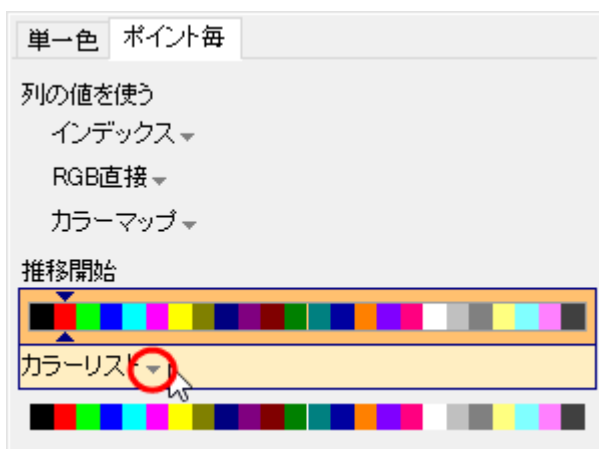 単一色 ポイント毎
列の値を使う
インデックス
RGB直接
カラーマップ
推移開始
カラーリスト